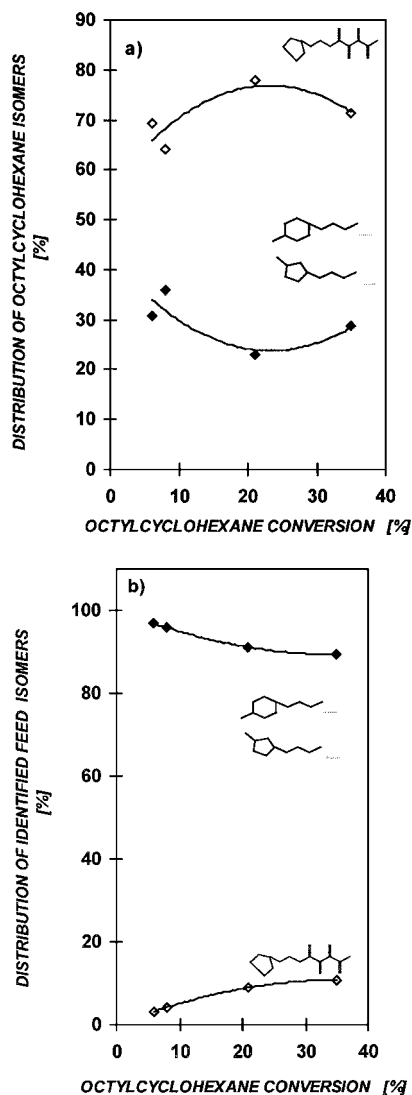 a)
90
80
70
60
50
40
30
20
10
0
0 10 20 30 40
DISTRIBUTION OF OCTYLCYCLOHEXANE ISOMERS
[%]
OCTYLCYCLOHEXANE CONVERSION [%]
b)
100
80
60
40
20
0
0 10 20 30 40
DISTRIBUTION OF IDENTIFIED FEED ISOMERS
[%]
OCTYLCYCLOHEXANE CONVERSION [%]